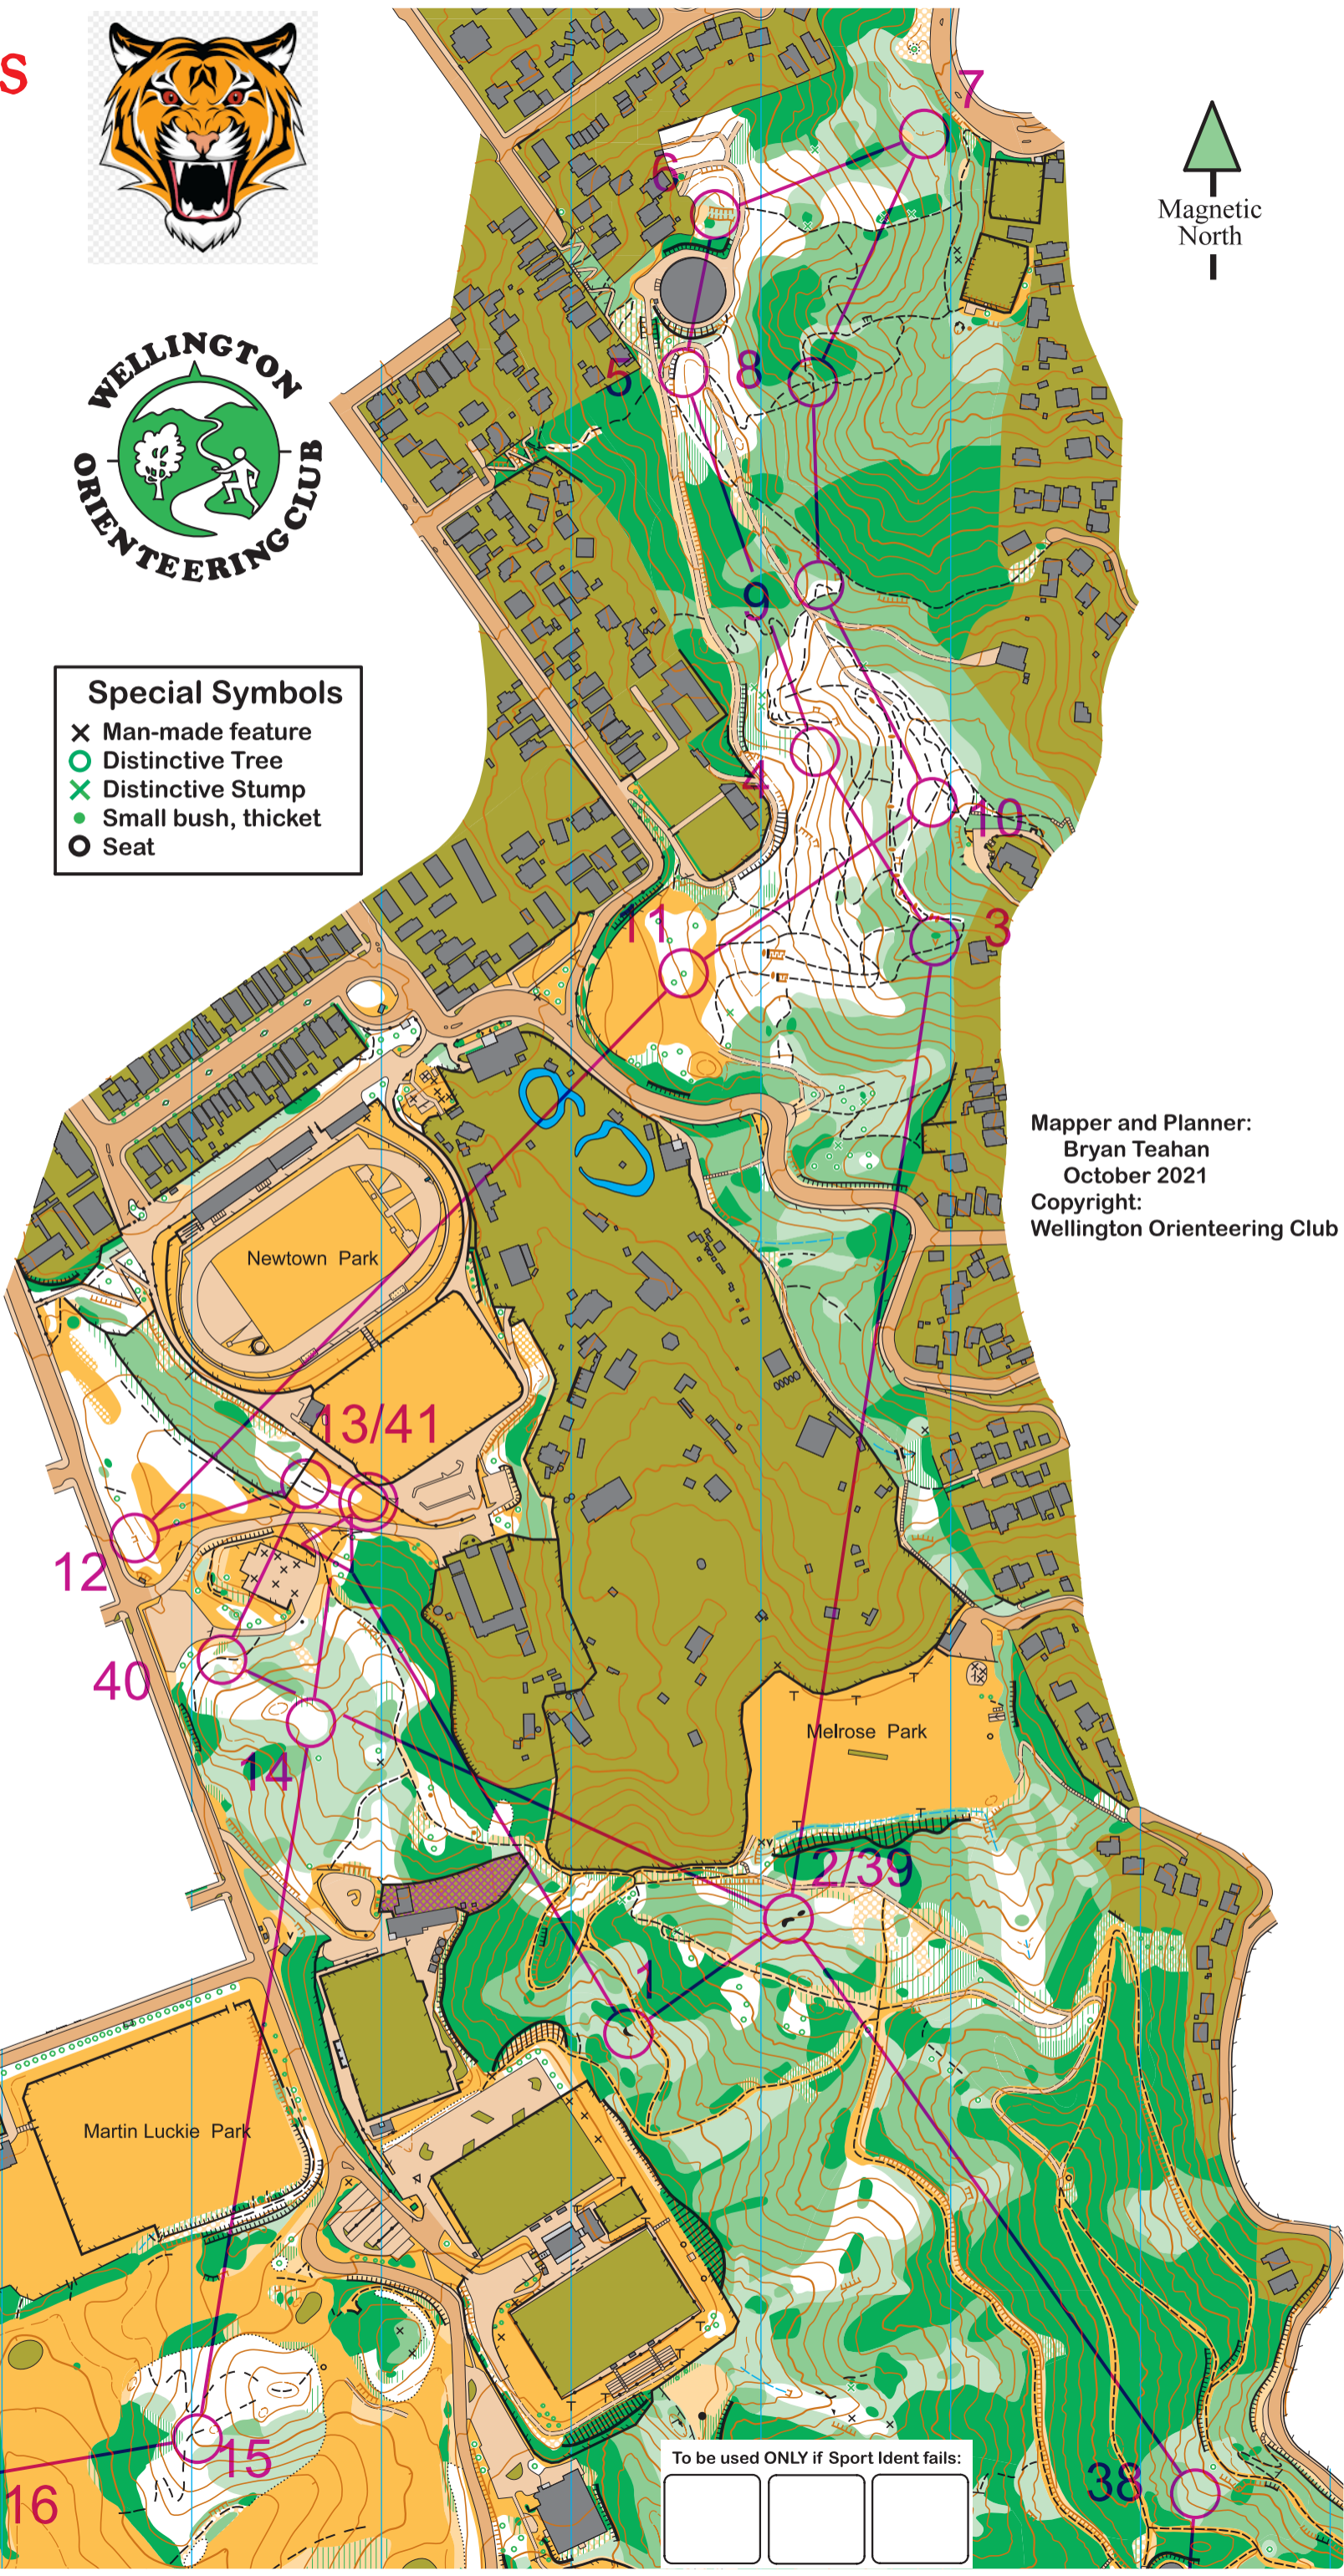 s
WELLINGTON
ORIENTEERING CLUB
Magnetic
North
Special Symbols
Man-made feature
Distinctive Tree
Distinctive Stump
Small bush, thicket
Seat
7
6
5
8
9
4
10
3
11
Mapper and Planner:
Bryan Teahan
October 2021
Copyright:
Wellington Orienteering Club
Newtown Park
13/41
12
40
14
Melrose Park
2/39
1
Martin Luckie Park
15
16
38
To be used ONLY if Sport Ident fails: